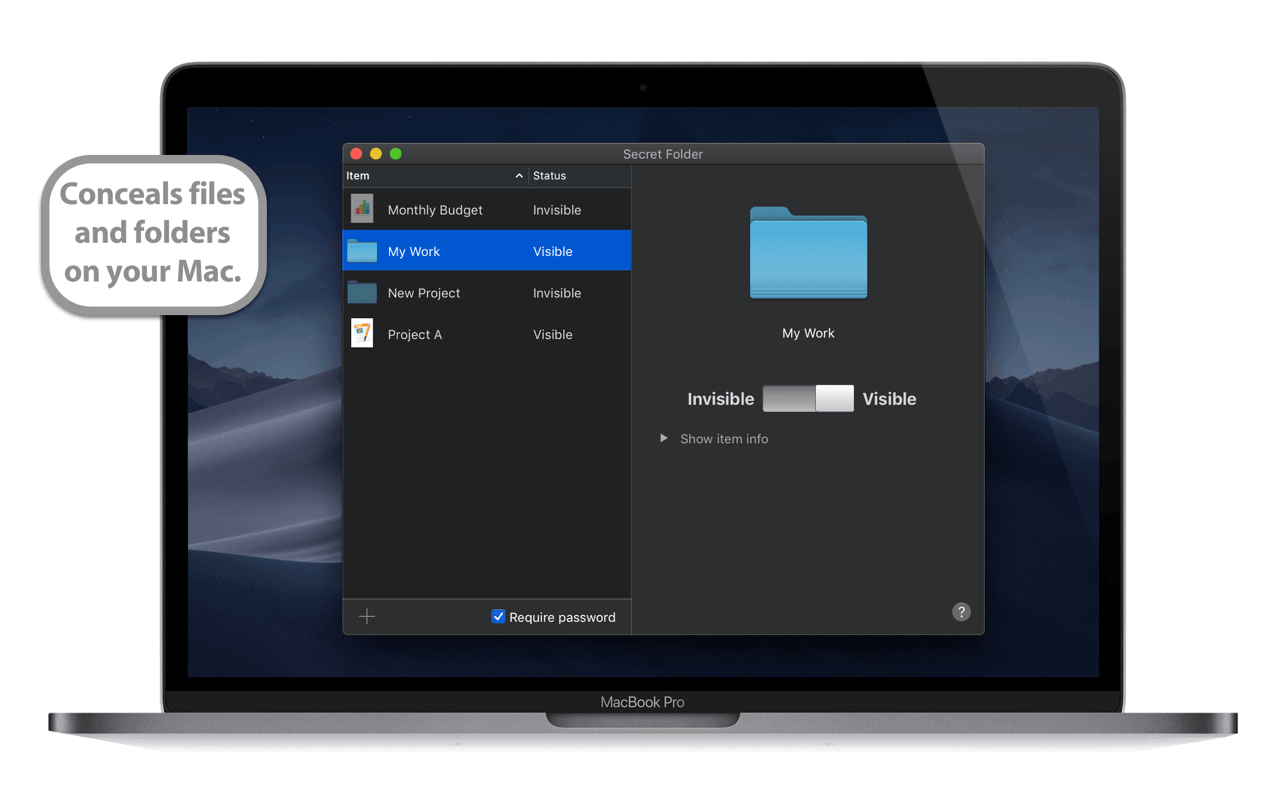 Conceals files
and folders
on your Mac.
Secret Folder
Item Status
Monthly Budget Invisible
My Work Visible
New Project Invisible
Project A Visible
My Work
Invisible Visible
Show item info
Require password
?
MacBook Pro